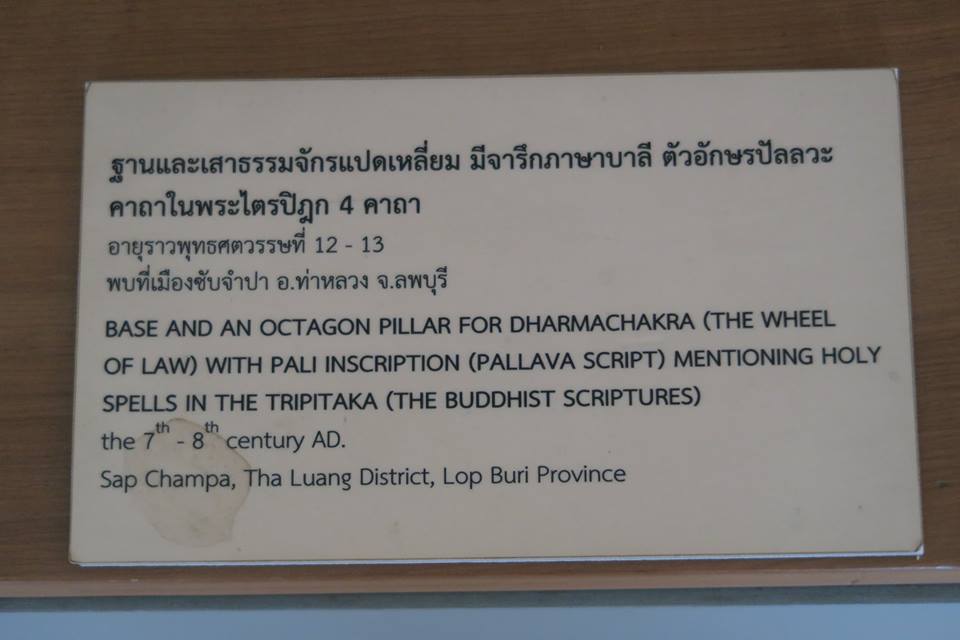 ฐานและเสาธรรมจักรแปดเหลี่ยม มีจารึกภาษาบาลี ตัวอักษรปัลลวะ
คาถาในพระไตรปิฎก 4 คาถา
อายุราวพุทธศตวรรษที่ 12 - 13
พบที่เมืองซับจำปา อ.ท่าหลวง จ.ลพบุรี
BASE AND AN OCTAGON PILLAR FOR DHARMACHAKRA (THE WHEEL
OF LAW) WITH PALI INSCRIPTION (PALLAVA SCRIPT) MENTIONING HOLY
SPELLS IN THE TRIPITAKA (THE BUDDHIST SCRIPTURES)
the 7th - 8th century AD.
Sap Champa, Tha Luang District, Lop Buri Province